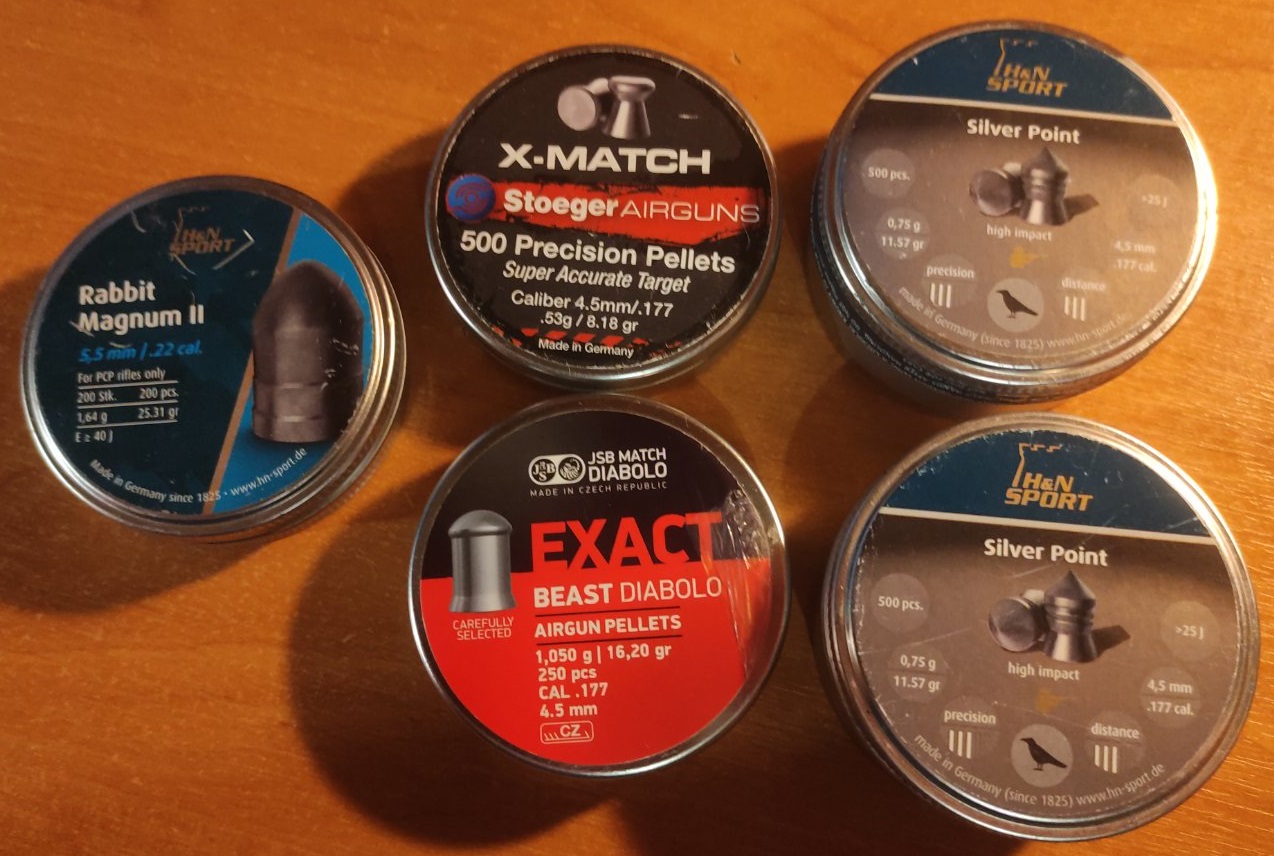 H&N
SPORT
Rabbit
Magnum II
5,5 mm / .22 cal.
For PCP rifles only
200 Stk. 200 pcs.
1,64 g 25.31 gr
E ≥ 40 J
Made in Germany since 1825 • www.hn-sport.de
X-MATCH
Stoeger AIRGUNS
500 Precision Pellets
Super Accurate Target
Caliber 4.5mm/.177
.53g / 8.18 gr
Made in Germany
H&N
SPORT
Silver Point
500 pcs.
>25 J
0,75 g
11.57 gr
high impact
4,5 mm
.177 cal.
precision
distance
made in Germany (since 1825) www.hn-sport.de
JSB
JSB MATCH
DIABOLO
MADE IN CZECH REPUBLIC
EXACT
BEAST DIABOLO
CAREFULLY
SELECTED
AIRGUN PELLETS
1,050 g | 16,20 gr
250 pcs
CAL .177
4.5 mm
CZ
H&N
SPORT
Silver Point
500 pcs.
>25 J
0,75 g
11.57 gr
high impact
4,5 mm
.177 cal.
precision
distance
made in Germany (since 1825) www.hn-sport.de